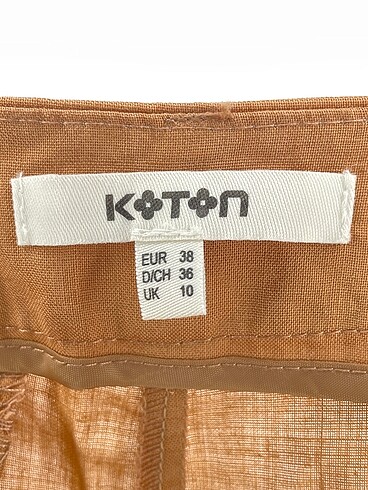 KOTON
EUR 38
D/CH 36
UK 10